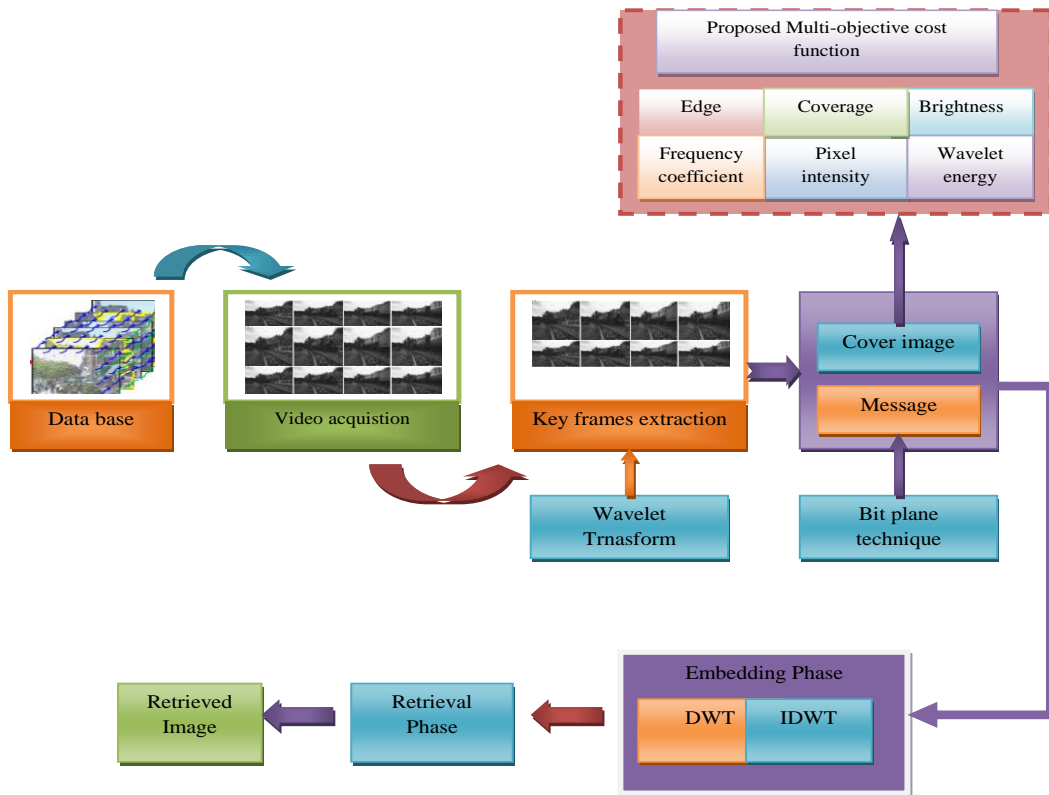 Proposed Multi-objective cost
function
Edge
Coverage
Brightness
Frequency
coefficient
Pixel
intensity
Wavelet
energy
Data base
Video acquistion
Key frames extraction
Cover image
Message
Wavelet
Trnasform
Bit plane
technique
Embedding Phase
DWT
IDWT
Retrieval
Phase
Retrieved
Image